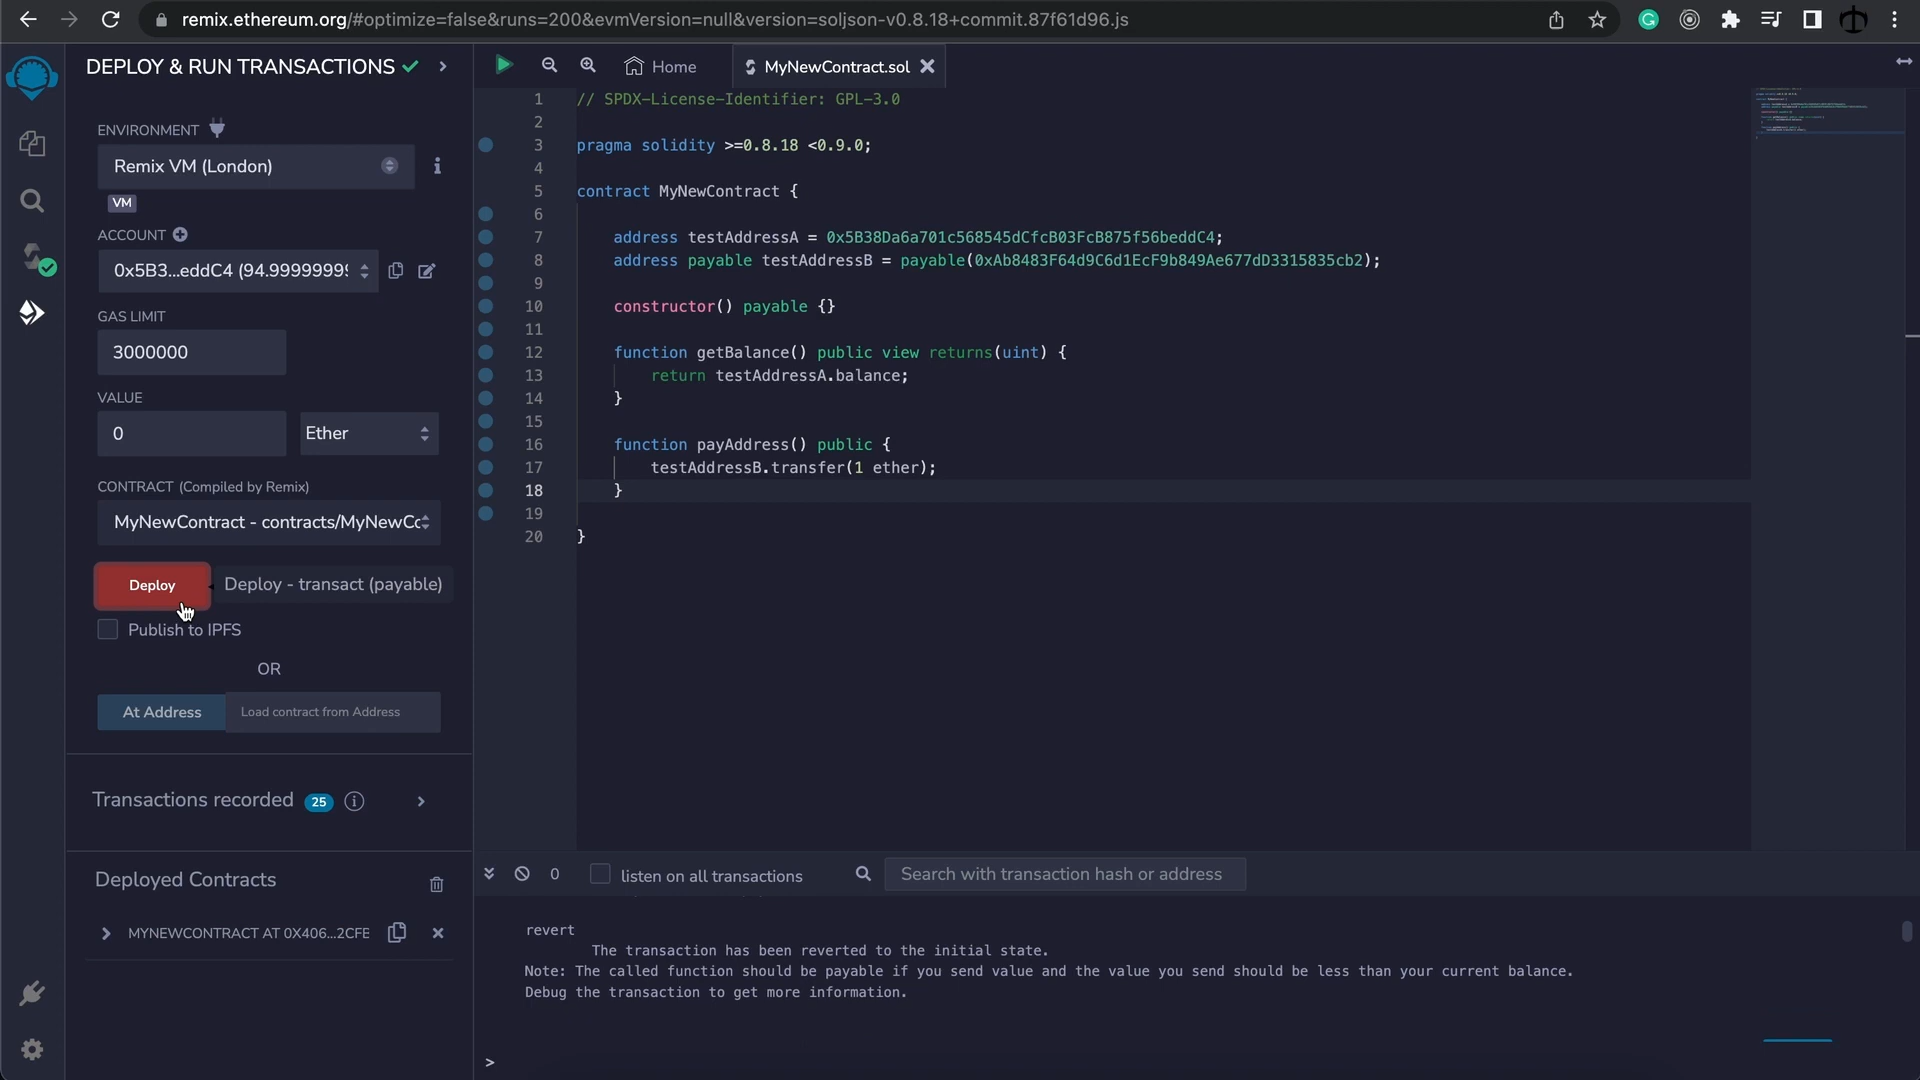 remix.ethereum.org/#optimize=false&runs=200&evmVersion=null&version=soljson-v0.8.18+commit.87f61d96.js
DEPLOY & RUN TRANSACTIONS
ENVIRONMENT
Remix VM (London)
VM
ACCOUNT
0x5B3...eddC4 (94.99999999
GAS LIMIT
3000000
VALUE
0
Ether
CONTRACT (Compiled by Remix)
MyNewContract - contracts/MyNewCc
Deploy
Deploy - transact (payable)
Publish to IPFS
OR
At Address
Load contract from Address
Transactions recorded 25
Deployed Contracts
MYNEWCONTRACT AT 0X406...2CFE
Home
MyNewContract.sol
1 // SPDX-License-Identifier: GPL-3.0
2
3 pragma solidity >=0.8.18 <0.9.0;
4
5 contract MyNewContract {
6
7 address testAddressA = 0x5B38Da6a701c568545dCfcB03FcB875f56beddC4;
8 address payable testAddressB = payable(0xAb8483F64d9C6d1EcF9b849Ae677dD3315835cb2);
9
10 constructor() payable {}
11
12 function getBalance() public view returns(uint) {
13 return testAddressA.balance;
14 }
15
16 function payAddress() public {
17 testAddressB.transfer(1 ether);
18 }
19
20 }
0
listen on all transactions
Search with transaction hash or address
revert
The transaction has been reverted to the initial state.
Note: The called function should be payable if you send value and the value you send should be less than your current balance.
Debug the transaction to get more information.
>